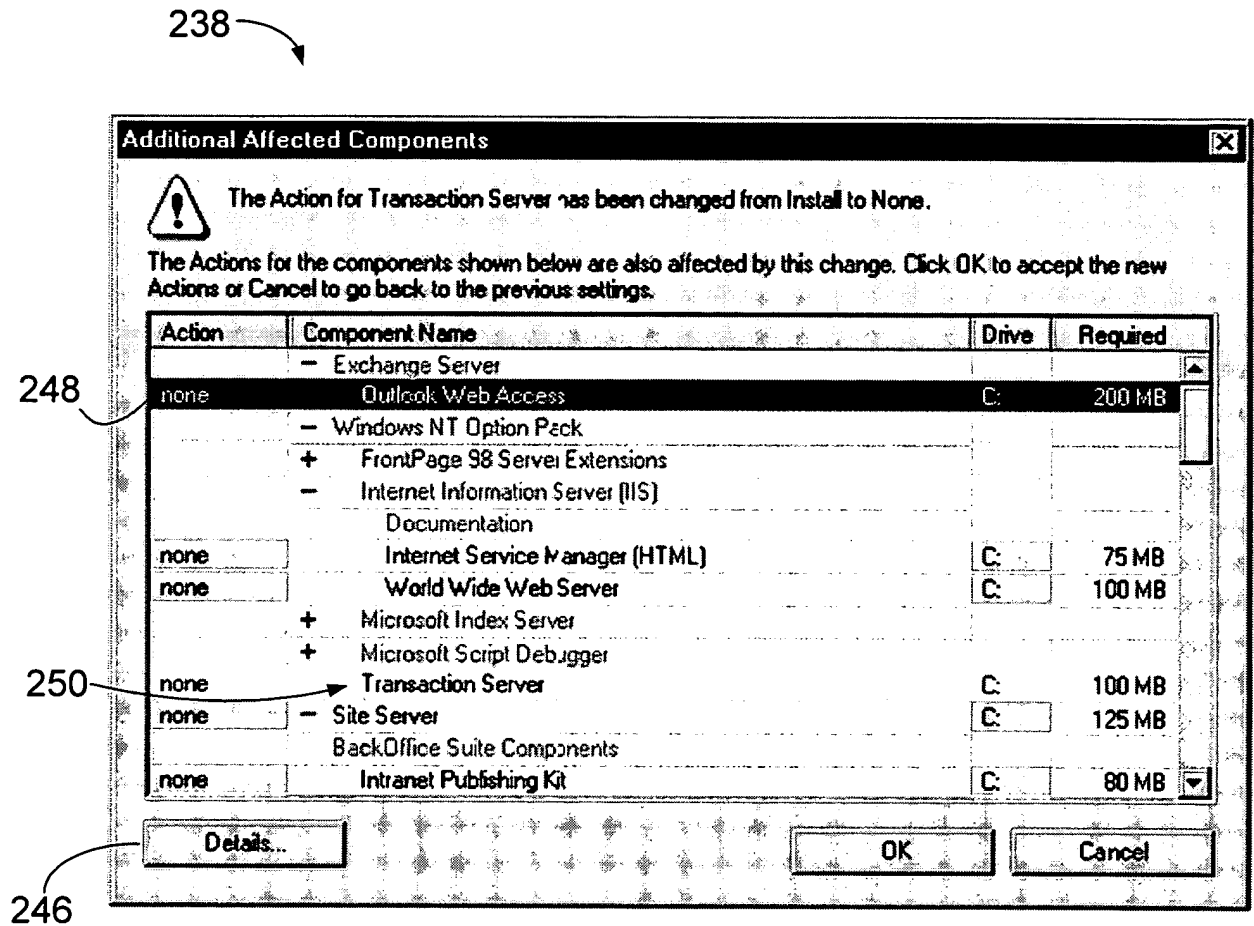 238
Additional Affected Components
The Action for Transaction Server has been changed from Install to None.
The Actions for the components shown below are also affected by this change. Click OK to accept the new
Actions or Cancel to go back to the previous settings.
Action Component Name Drive Required
− Exchange Server
248
none Outlook Web Access C: 200 MB
− Windows NT Option Pack
+ FrontPage 98 Server Extensions
− Internet Information Server (IIS)
Documentation
none Internet Service Manager (HTML) C: 75 MB
none World Wide Web Server C: 100 MB
+ Microsoft Index Server
+ Microsoft Script Debugger
250
none Transaction Server C: 100 MB
none − Site Server C: 125 MB
BackOffice Suite Components
none Intranet Publishing Kit C: 80 MB
Details... OK Cancel
246